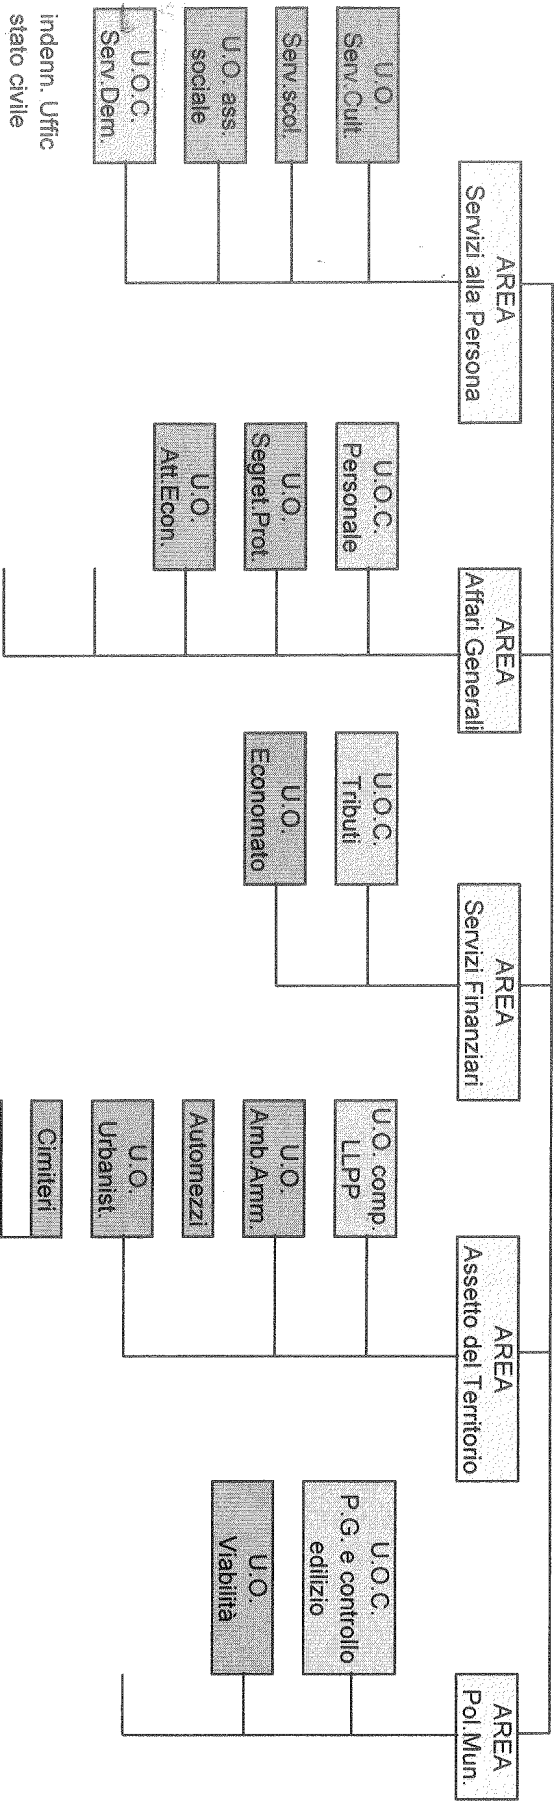 AREA
Servizi alla Persona
U.O.
Serv.Cult.
Serv.scol.
U.O. ass.
sociale
U.O.C.
Serv.Dem.
indenn. Uffic
stato civile
AREA
Affari Generali
U.O.C.
Personale
U.O.
Segret.Prot.
U.O.
Att.Econ.
AREA
Servizi Finanziari
U.O.C.
Tributi
U.O.
Economato
AREA
Assetto del Territorio
U.O. comp.
LLPP
U.O.
Amb.Amm.
Automezzi
U.O.
Urbanist.
Cimiteri
AREA
Pol.Mun.
U.O.C.
P.G. e controllo
edilizio
U.O.
Viabilità